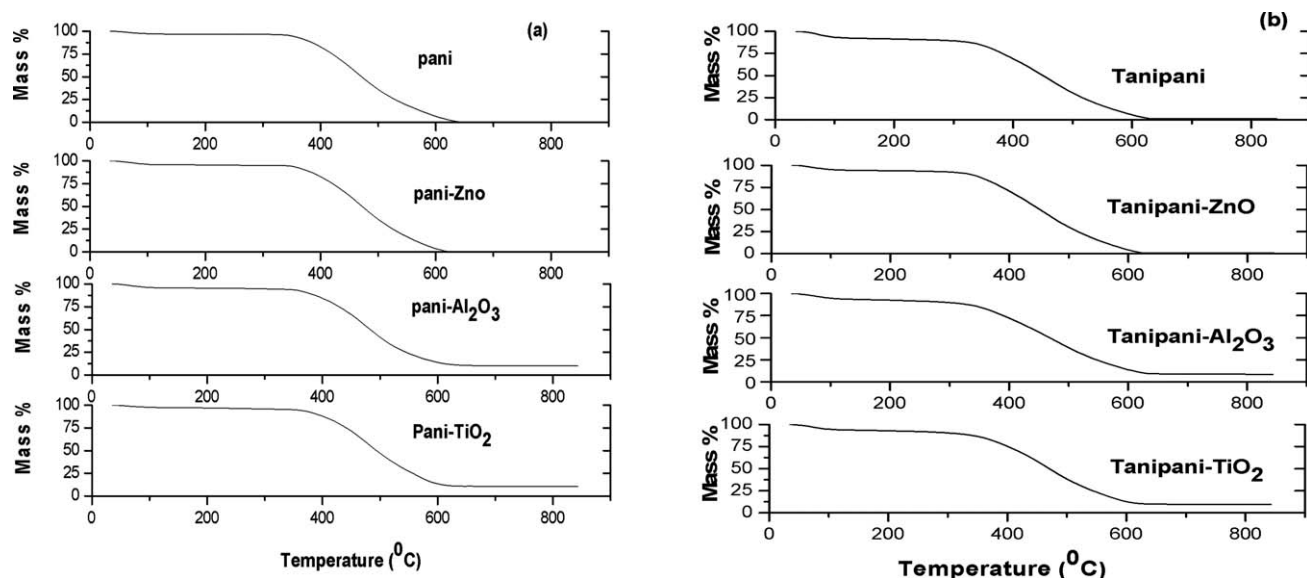 (a)
Mass %
100
75
50
25
0
pani
0 200 400 600 800
Mass %
100
75
50
25
0
pani-Zno
0 200 400 600 800
Mass %
100
75
50
25
0
pani-Al2O3
0 200 400 600 800
Mass %
100
75
50
25
0
Pani-TiO2
0 200 400 600 800
Temperature (⁰C)
(b)
Mass %
100
75
50
25
0
Tanipani
0 200 400 600 800
Mass %
100
75
50
25
0
Tanipani-ZnO
0 200 400 600 800
Mass %
100
75
50
25
0
Tanipani-Al2O3
0 200 400 600 800
Mass %
100
75
50
25
0
Tanipani-TiO2
0 200 400 600 800
Temperature (⁰C)